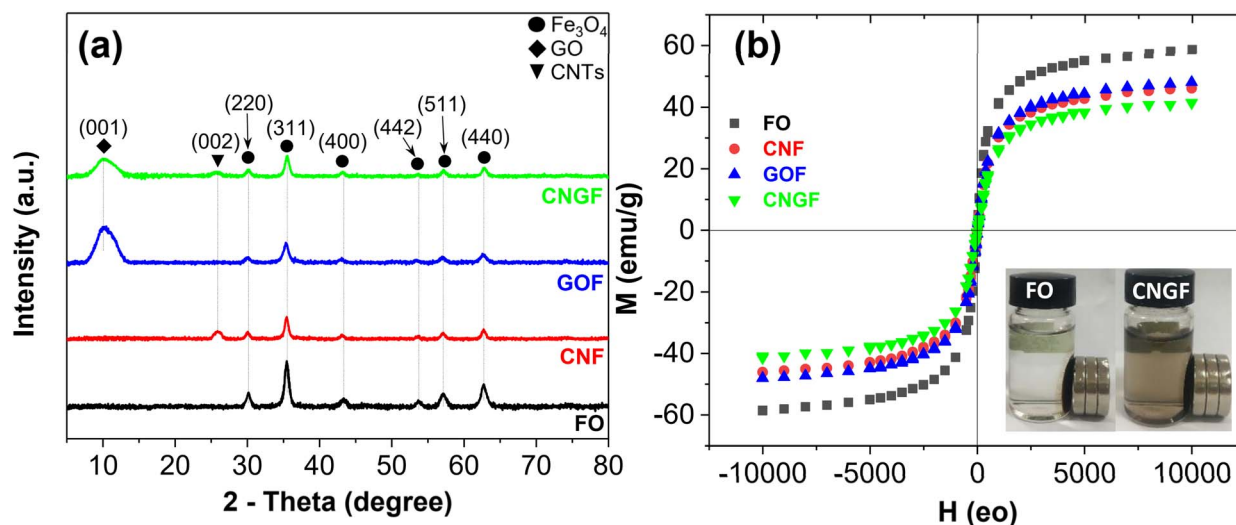 (a)
● Fe₃O₄
◆ GO
▼ CNTs
(001)
(002)
(220)
(311)
(400)
(442)
(511)
(440)
CNGF
GOF
CNF
FO
Intensity (a.u.)
10 20 30 40 50 60 70 80
2 - Theta (degree)
(b)
60
40
20
0
-20
-40
-60
M (emu/g)
FO
CNF
GOF
CNGF
FO
CNGF
-10000 -5000 0 5000 10000
H (eo)